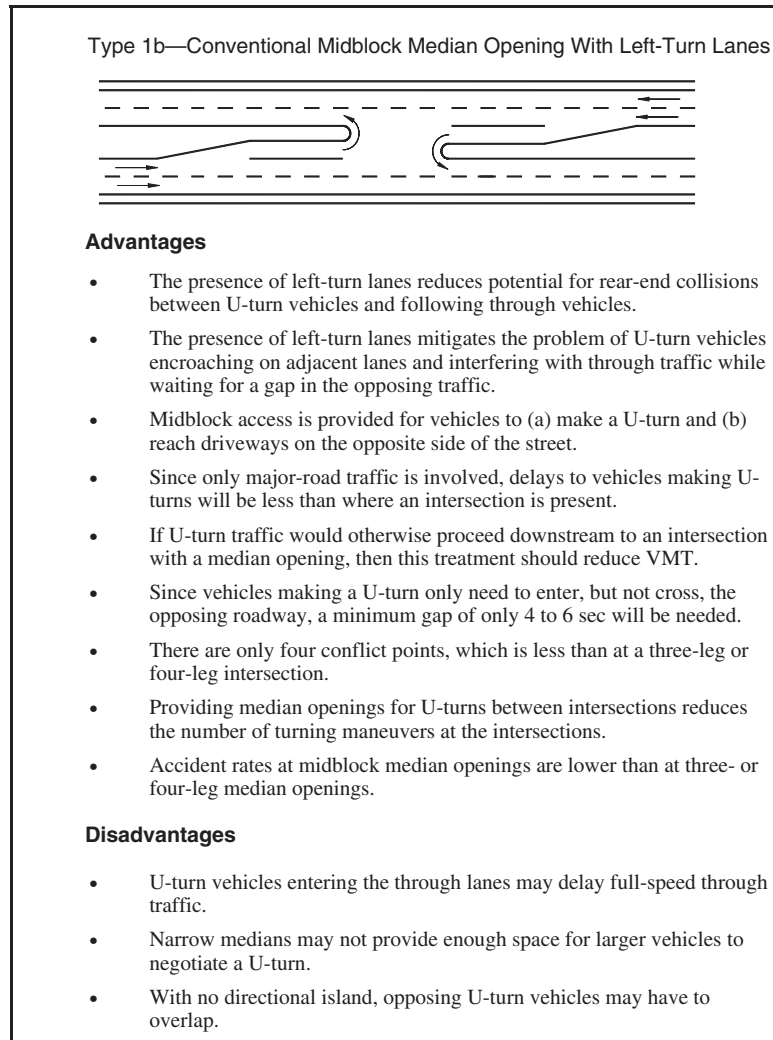 Type 1b—Conventional Midblock Median Opening With Left-Turn Lanes
Advantages
• The presence of left-turn lanes reduces potential for rear-end collisions
between U-turn vehicles and following through vehicles.
• The presence of left-turn lanes mitigates the problem of U-turn vehicles
encroaching on adjacent lanes and interfering with through traffic while
waiting for a gap in the opposing traffic.
• Midblock access is provided for vehicles to (a) make a U-turn and (b)
reach driveways on the opposite side of the street.
• Since only major-road traffic is involved, delays to vehicles making U-
turns will be less than where an intersection is present.
• If U-turn traffic would otherwise proceed downstream to an intersection
with a median opening, then this treatment should reduce VMT.
• Since vehicles making a U-turn only need to enter, but not cross, the
opposing roadway, a minimum gap of only 4 to 6 sec will be needed.
• There are only four conflict points, which is less than at a three-leg or
four-leg intersection.
• Providing median openings for U-turns between intersections reduces
the number of turning maneuvers at the intersections.
• Accident rates at midblock median openings are lower than at three- or
four-leg median openings.
Disadvantages
• U-turn vehicles entering the through lanes may delay full-speed through
traffic.
• Narrow medians may not provide enough space for larger vehicles to
negotiate a U-turn.
• With no directional island, opposing U-turn vehicles may have to
overlap.